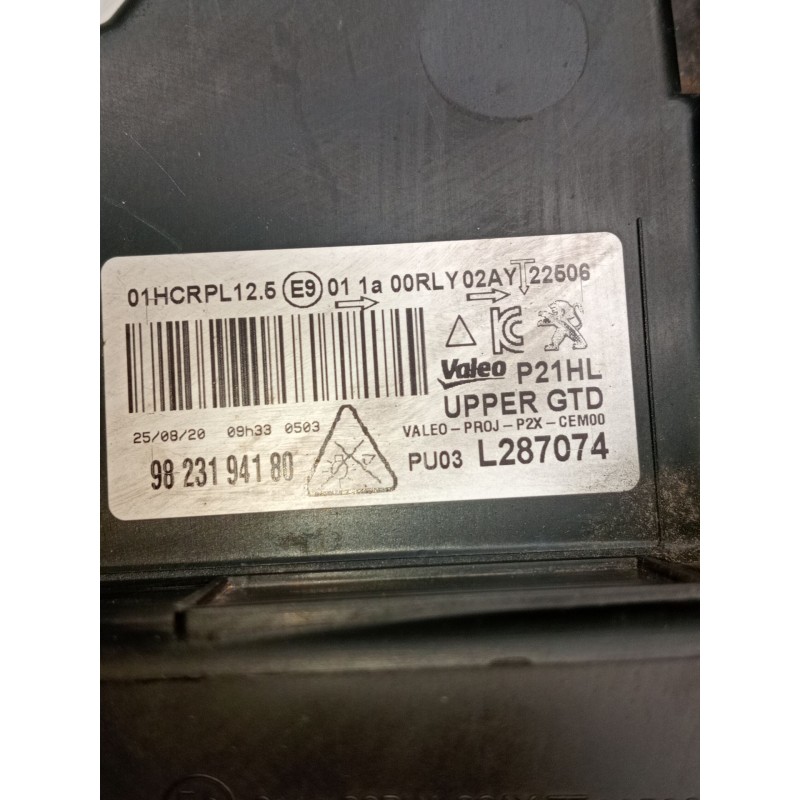 01HCRPL12.5 E9 01 1a 00RLY 02AY 22506
KC
Valeo P21HL
UPPER GTD
25/08/20 09h33 0503
VALEO-PROJ-P2X-CEM00
98 231 941 80
PU03 L287074